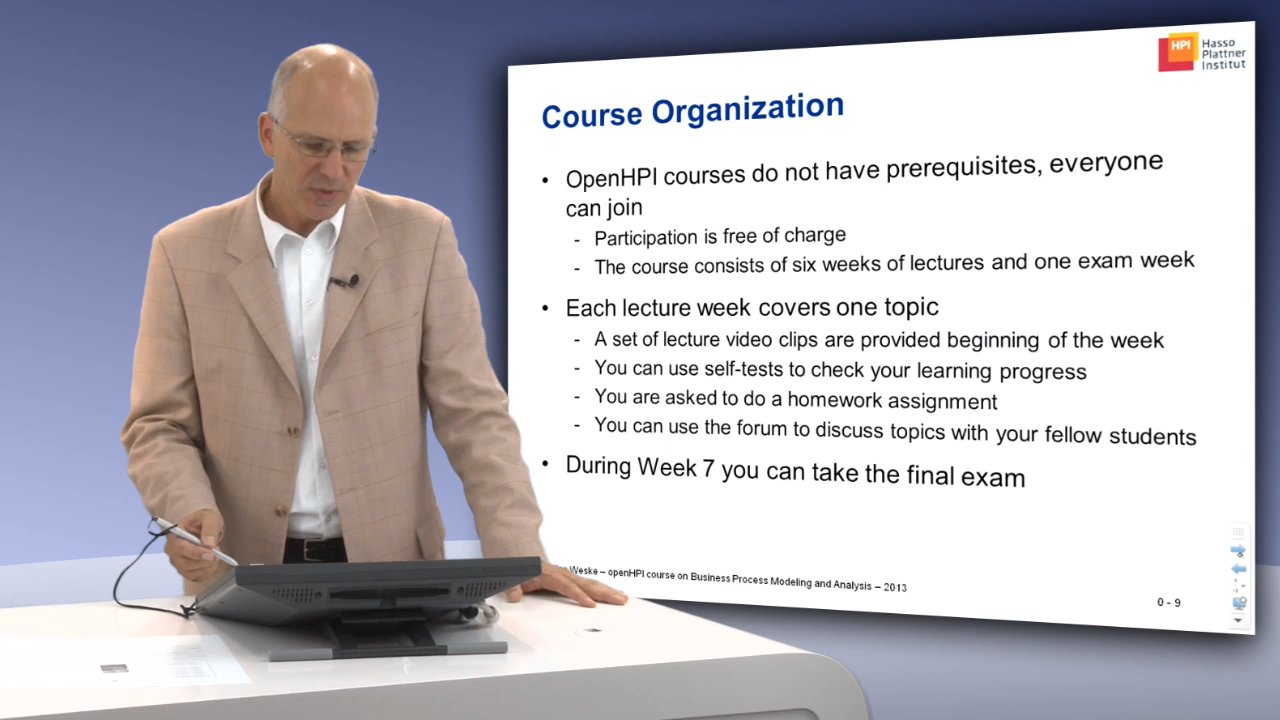 HPI
Hasso
Plattner
Institut
Course Organization
• OpenHPI courses do not have prerequisites, everyone
can join
- Participation is free of charge
- The course consists of six weeks of lectures and one exam week
• Each lecture week covers one topic
- A set of lecture video clips are provided beginning of the week
- You can use self-tests to check your learning progress
- You are asked to do a homework assignment
- You can use the forum to discuss topics with your fellow students
• During Week 7 you can take the final exam
Weske – openHPI course on Business Process Modeling and Analysis – 2013
0 - 9